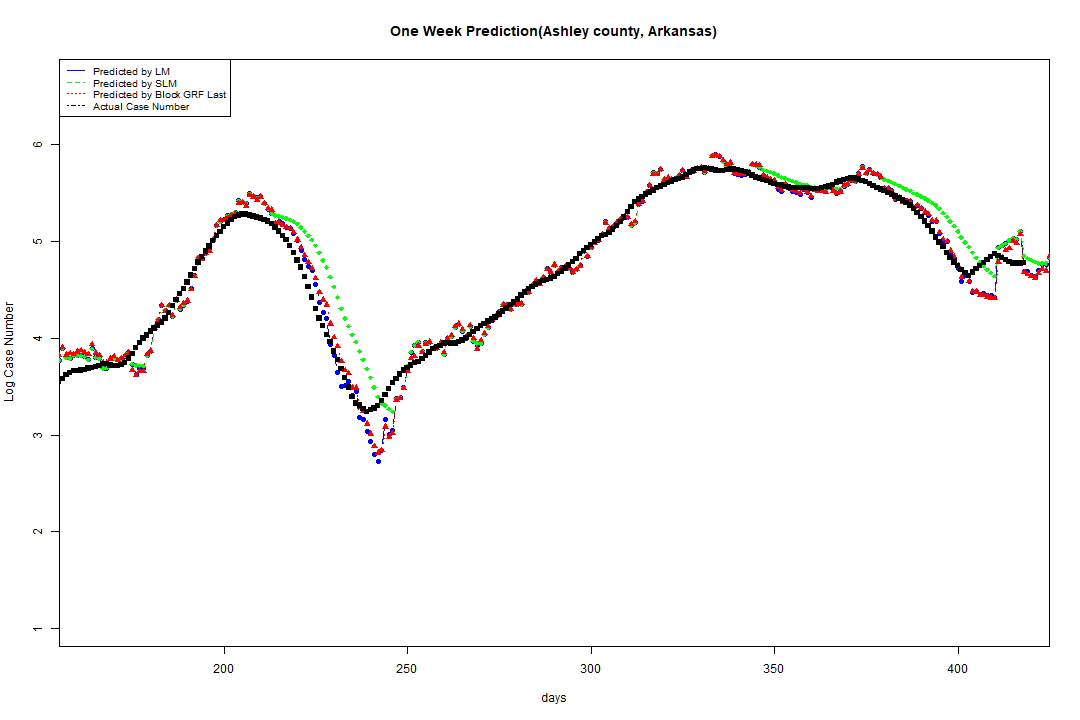 One Week Prediction(Ashley county, Arkansas)
Predicted by LM
Predicted by SLM
Predicted by Block GRF Last
Actual Case Number
6
5
4
3
2
1
Log Case Number
200 250 300 350 400
days